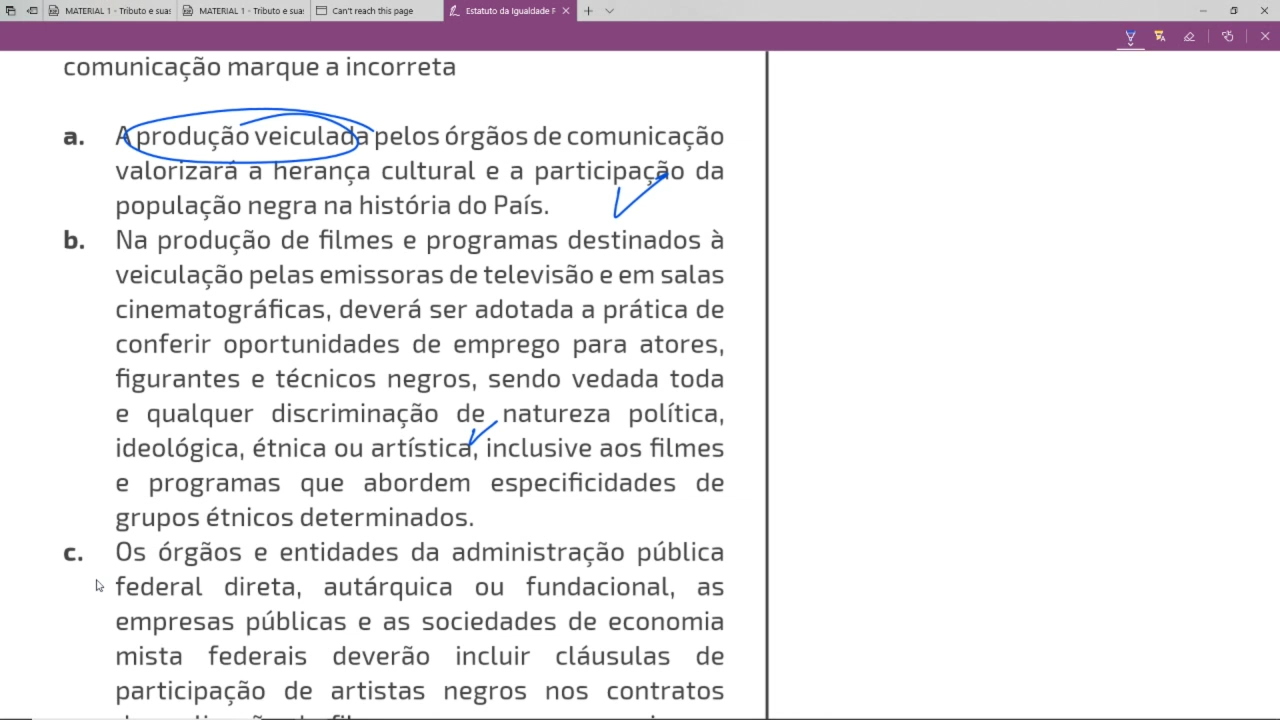 MATERIAL 1 - Tributo e suas
MATERIAL 1 - Tributo e suas
Can't reach this page
Estatuto da Igualdade F
comunicação marque a incorreta
a. A produção veiculada pelos órgãos de comunicação
valorizará a herança cultural e a participação da
população negra na história do País.
b. Na produção de filmes e programas destinados à
veiculação pelas emissoras de televisão e em salas
cinematográficas, deverá ser adotada a prática de
conferir oportunidades de emprego para atores,
figurantes e técnicos negros, sendo vedada toda
e qualquer discriminação de natureza política,
ideológica, étnica ou artística, inclusive aos filmes
e programas que abordem especificidades de
grupos étnicos determinados.
c. Os órgãos e entidades da administração pública
federal direta, autárquica ou fundacional, as
empresas públicas e as sociedades de economia
mista federais deverão incluir cláusulas de
participação de artistas negros nos contratos